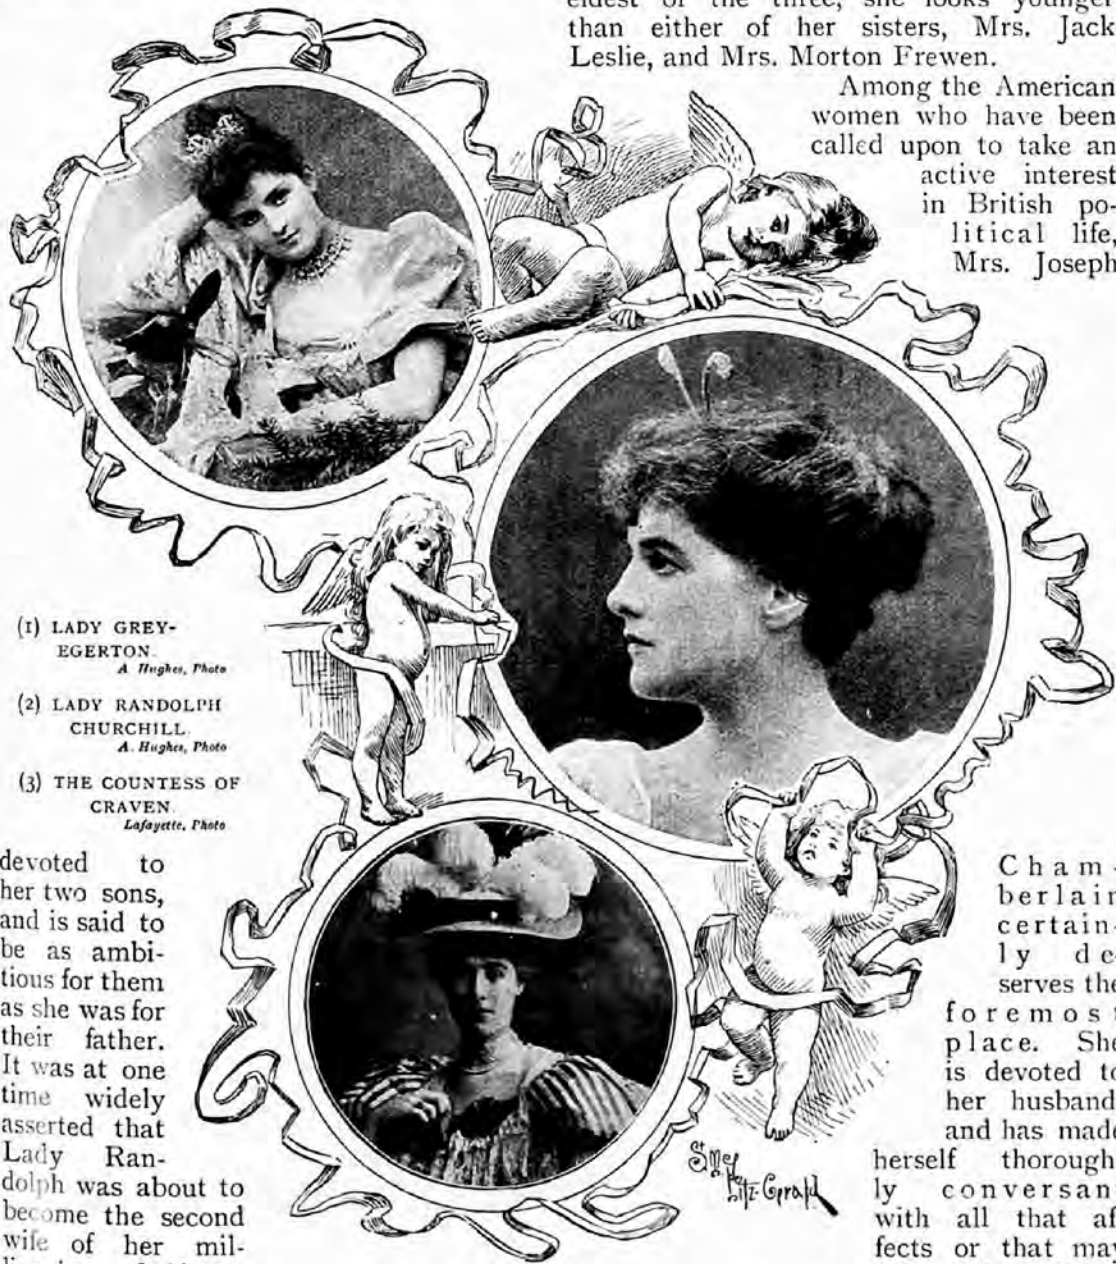 (1) LADY GREY-
EGERTON.
A. Hughes, Photo
(2) LADY RANDOLPH
CHURCHILL.
A. Hughes, Photo
(3) THE COUNTESS OF
CRAVEN.
Lafayette, Photo
devoted to
her two sons,
and is said to
be as ambi-
tious for them
as she was for
their father.
It was at one
time widely
asserted that
Lady Ran-
dolph was about to
become the second
wife of her mil-
eldest of the three, she looks younger
than either of her sisters, Mrs. Jack
Leslie, and Mrs. Morton Frewen.
Among the American
women who have been
called upon to take an
active interest
in British po-
litical life,
Mrs. Joseph
Cham-
berlain
certain-
ly de-
serves the
foremost
place. She
is devoted to
her husband,
and has made
herself thorough-
ly conversan
with all that af-
fects or that may
Fitz-Gerald